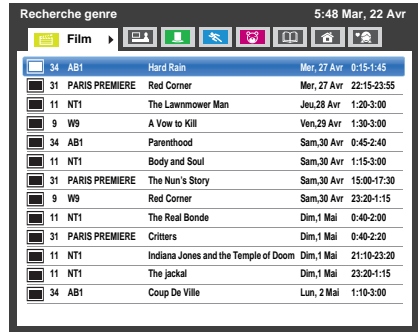 Recherche genre 5:48 Mar, 22 Avr
Film
34 AB1 Hard Rain Mer, 27 Avr 0:15-1:45
31 PARIS PREMIERE Red Corner Mer, 27 Avr 22:15-23:55
11 NT1 The Lawnmower Man Jeu,28 Avr 1:20-3:00
9 W9 A Vow to Kill Ven,29 Avr 1:30-3:00
34 AB1 Parenthood Sam,30 Avr 0:45-2:40
11 NT1 Body and Soul Sam,30 Avr 1:15-3:00
31 PARIS PREMIERE The Nun's Story Sam,30 Avr 15:00-17:30
9 W9 Red Corner Sam,30 Avr 23:20-1:15
11 NT1 The Real Bonde Dim,1 Mai 0:40-2:00
31 PARIS PREMIERE Critters Dim,1 Mai 0:40-2:20
11 NT1 Indiana Jones and the Temple of Doom Dim,1 Mai 21:10-23:20
11 NT1 The jackal Dim,1 Mai 23:20-1:15
34 AB1 Coup De Ville Lun, 2 Mai 1:10-3:00